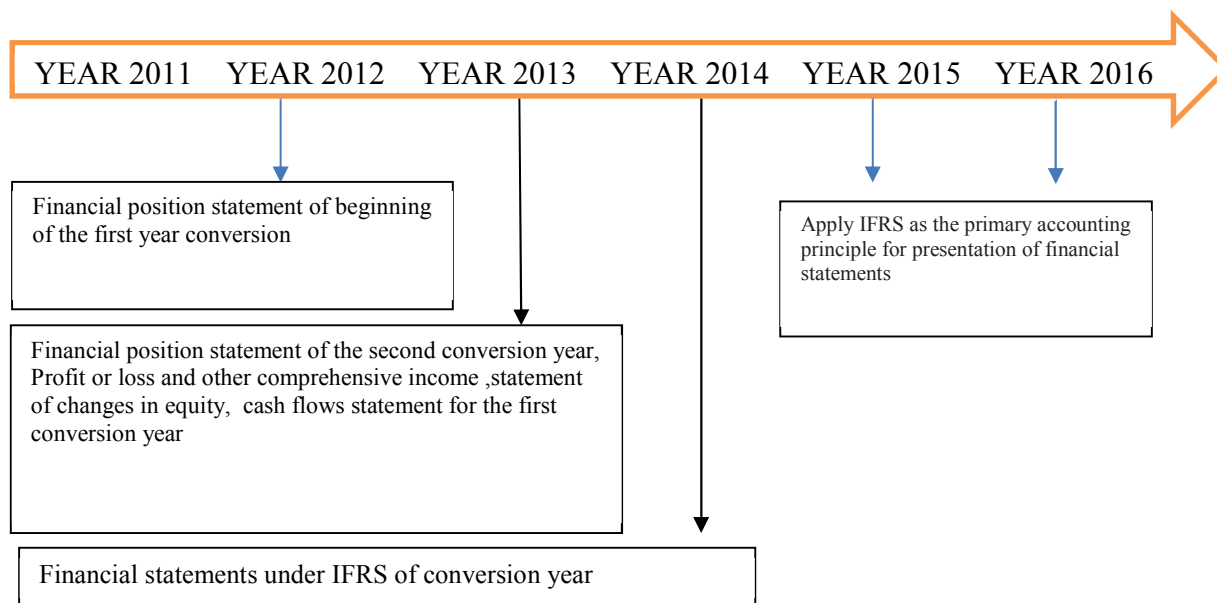 YEAR 2011 YEAR 2012 YEAR 2013 YEAR 2014 YEAR 2015 YEAR 2016
Financial position statement of beginning
of the first year conversion
Apply IFRS as the primary accounting
principle for presentation of financial
statements
Financial position statement of the second conversion year,
Profit or loss and other comprehensive income ,statement
of changes in equity, cash flows statement for the first
conversion year
Financial statements under IFRS of conversion year